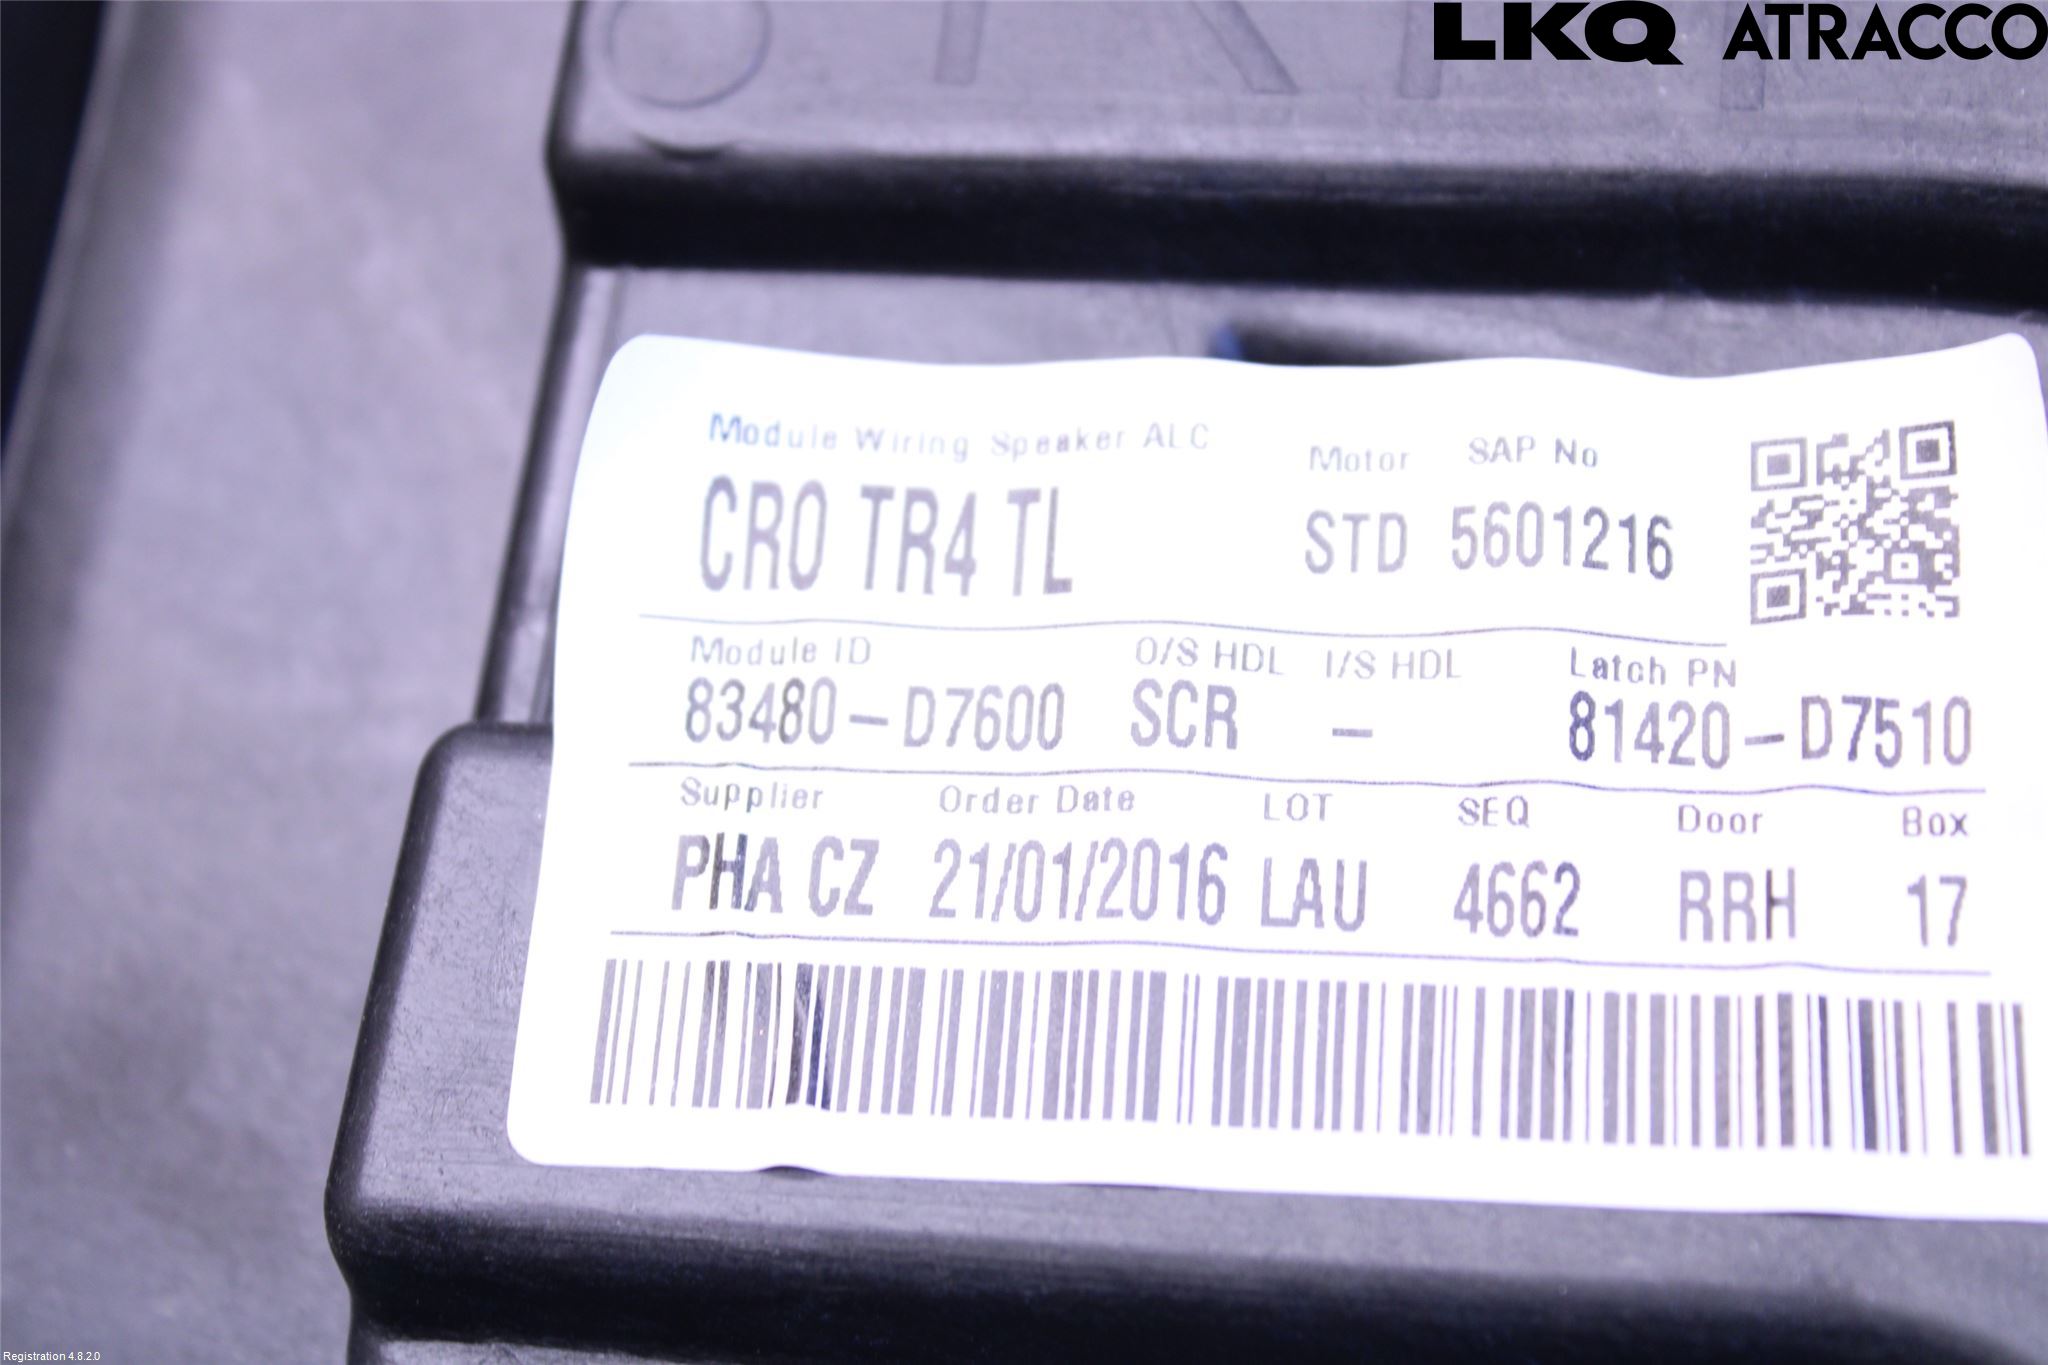 LKQ ATRACCO
Module Wiring Speaker ALC Motor SAP No
CRO TR4 TL STD 5601216
Module ID O/S HDL I/S HDL Latch PN
83480-D7600 SCR - 81420-D7510
Supplier Order Date LOT SEQ Door Box
PHA CZ 21/01/2016 LAU 4662 RRH 17
Registration 4.8.2.0